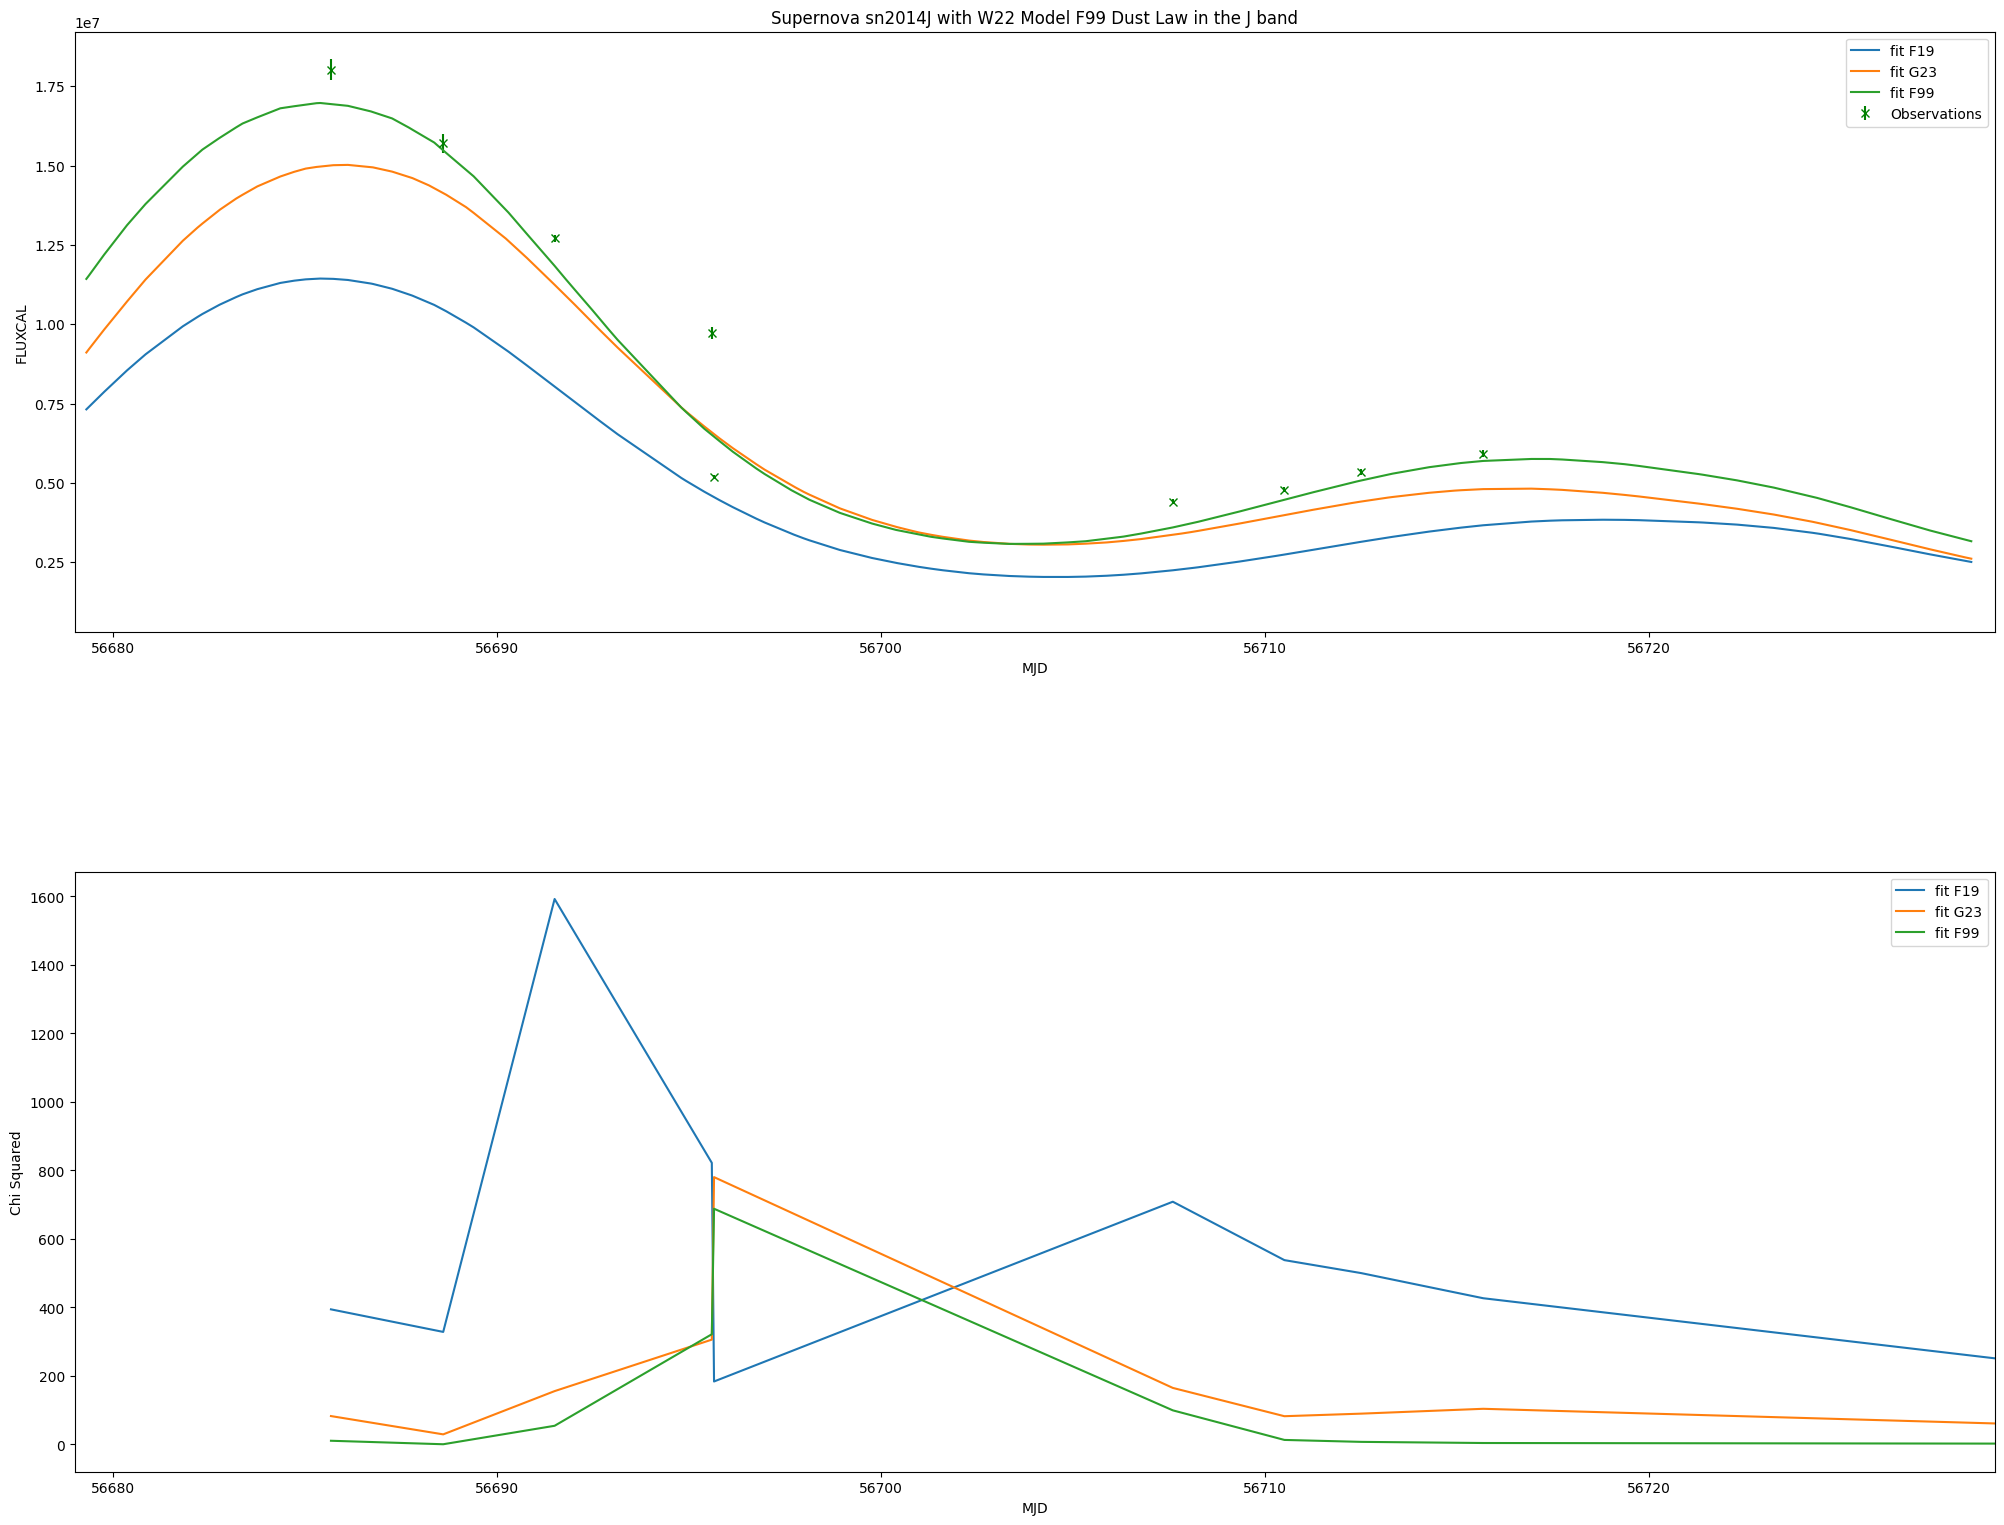 Supernova sn2014J with W22 Model F99 Dust Law in the J band
1e7
fit F19
fit G23
fit F99
Observations
1.75
1.50
1.25
1.00
0.75
0.50
0.25
FLUXCAL
56680
56690
56700
56710
56720
MJD
fit F19
fit G23
fit F99
1600
1400
1200
1000
800
600
400
200
0
Chi Squared
56680
56690
56700
56710
56720
MJD